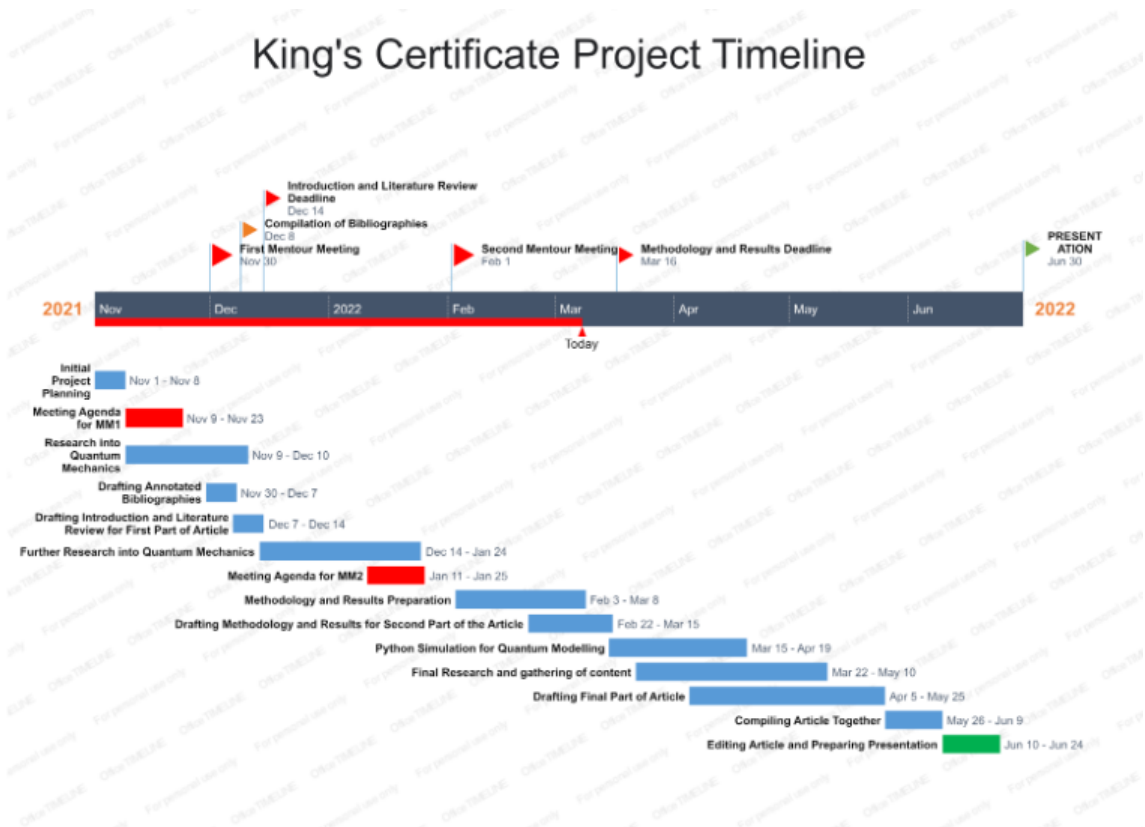 King's Certificate Project Timeline
Introduction and Literature Review
Deadline
Dec 14
Compilation of Bibliographies
Dec 8
First Mentour Meeting
Nov 30
Second Mentour Meeting
Feb 1
Methodology and Results Deadline
Mar 16
PRESENT
ATION
Jun 30
2021
Nov
Dec
2022
Feb
Mar
Apr
May
Jun
2022
Today
Initial
Project
Planning
Nov 1 - Nov 8
Meeting Agenda
for MM1
Nov 9 - Nov 23
Research into
Quantum
Mechanics
Nov 9 - Dec 10
Drafting Annotated
Bibliographies
Nov 30 - Dec 7
Drafting Introduction and Literature
Review for First Part of Article
Dec 7 - Dec 14
Further Research into Quantum Mechanics
Dec 14 - Jan 24
Meeting Agenda for MM2
Jan 11 - Jan 25
Methodology and Results Preparation
Feb 3 - Mar 8
Drafting Methodology and Results for Second Part of the Article
Feb 22 - Mar 15
Python Simulation for Quantum Modelling
Mar 15 - Apr 19
Final Research and gathering of content
Mar 22 - May 10
Drafting Final Part of Article
Apr 5 - May 25
Compiling Article Together
May 26 - Jun 9
Editing Article and Preparing Presentation
Jun 10 - Jun 24
For personal use only
Office TIMELINE